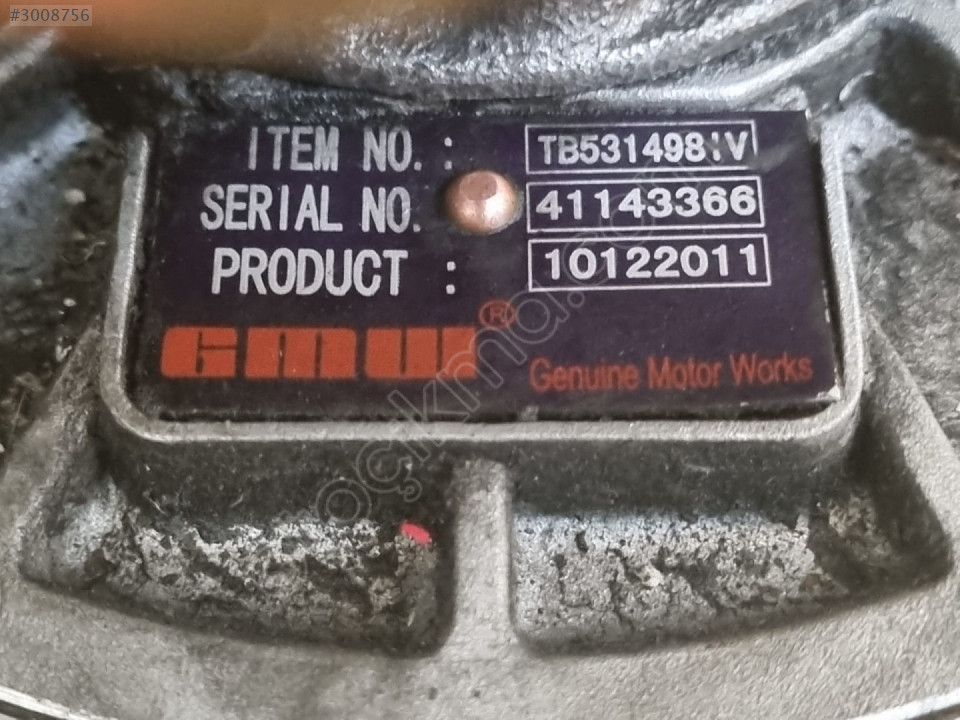 #3008756
ITEM NO. :
SERIAL NO. 41143366
PRODUCT : 10122011
GMW®
Genuine Motor Works